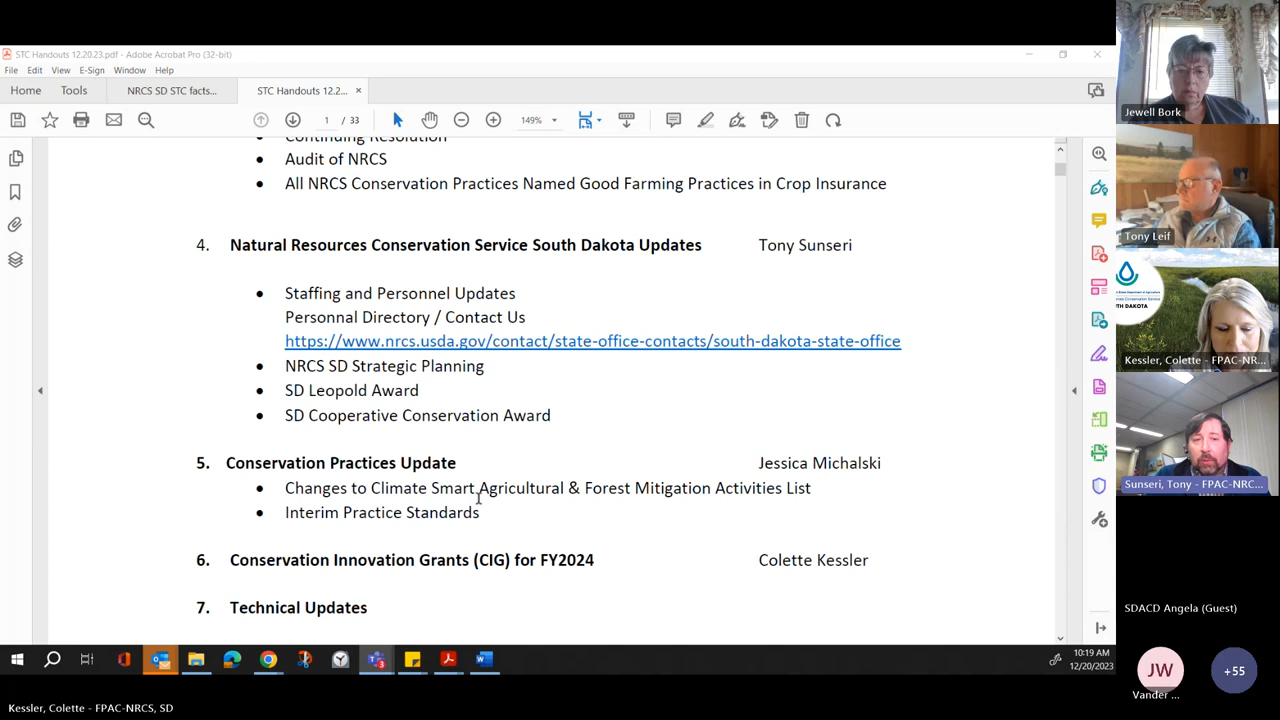 STC Handouts 12.20.23.pdf - Adobe Acrobat Pro (32-bit)
File Edit View E-Sign Window Help
Home Tools NRCS SD STC facts... STC Handouts 12.2... ×
1 / 33 149%
Continuing Resolution
• Audit of NRCS
• All NRCS Conservation Practices Named Good Farming Practices in Crop Insurance
4. Natural Resources Conservation Service South Dakota Updates Tony Sunseri
• Staffing and Personnel Updates
Personnal Directory / Contact Us
https://www.nrcs.usda.gov/contact/state-office-contacts/south-dakota-state-office
• NRCS SD Strategic Planning
• SD Leopold Award
• SD Cooperative Conservation Award
5. Conservation Practices Update Jessica Michalski
• Changes to Climate Smart Agricultural & Forest Mitigation Activities List
• Interim Practice Standards
6. Conservation Innovation Grants (CIG) for FY2024 Colette Kessler
7. Technical Updates
10:19 AM
12/20/2023
Kessler, Colette - FPAC-NRCS, SD
Jewell Bork
Tony Leif
TH DAKOTA
Kessler, Colette - FPAC-NR...
Sunseri, Tony - FPAC-NRC...
SDACD Angela (Guest)
JW
Vander ...
+55